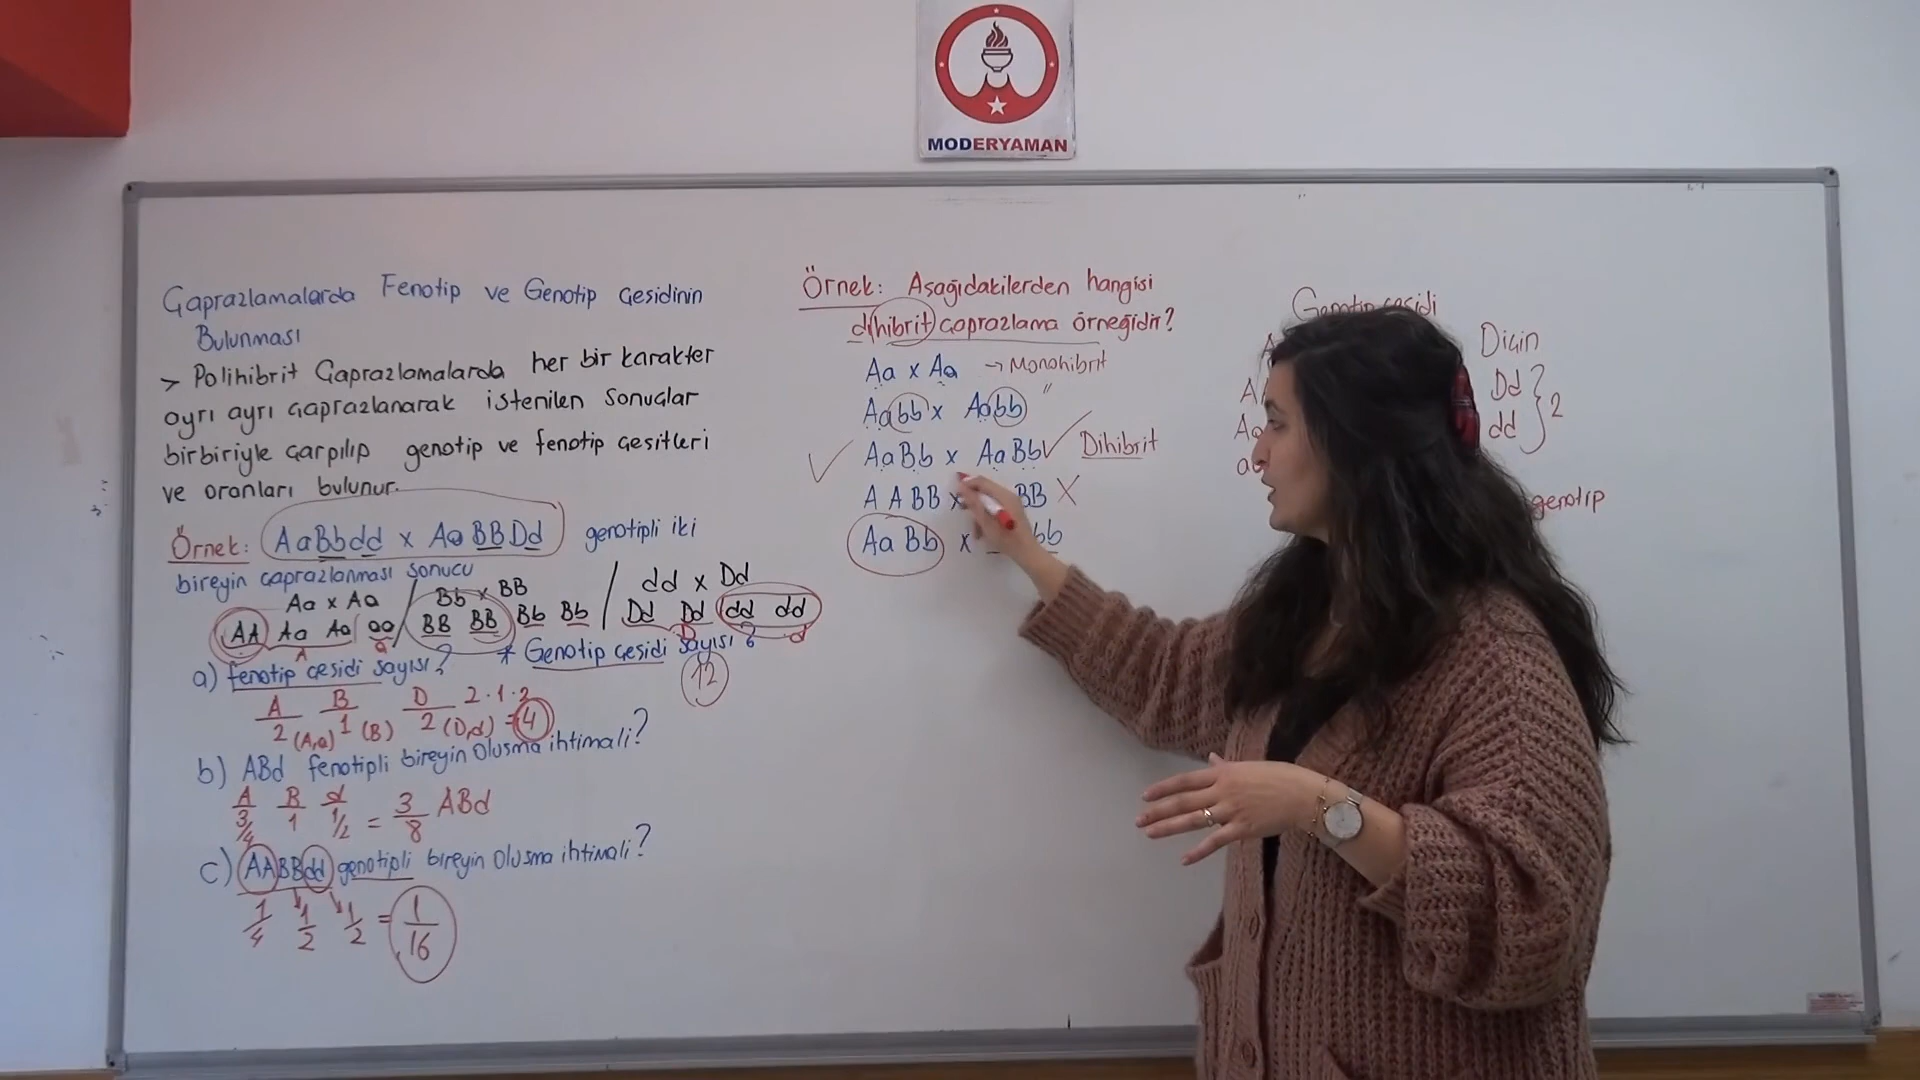 MODERYAMAN
Çaprazlamalarda Fenotip ve Genotip Çeşidinin
Bulunması
> Polihibrit Çaprazlamalarda her bir karakter
ayrı ayrı çaprazlanarak istenilen sonuçlar
birbiriyle çarpılıp genotip ve fenotip çeşitleri
ve oranları bulunur.
Örnek: AaBbdd x AaBBDd genotipli iki
bireyin çaprazlanması sonucu
Aa x Aa / Bb x BB / dd x Dd
AA Aa Aa aa BB BB Bb Bb Dd Dd dd dd
A a D d
a) fenotip çeşidi sayısı? * Genotip çeşidi sayısı?
12
A B D 2·1·2
2 (A,a) 1 (B) 2 (D,d) = 4
b) ABd fenotipli bireyin oluşma ihtimali?
A B d
3/4 1 1/2 = 3/8 ABd
c) AABBdd genotipli bireyin oluşma ihtimali?
1/4 1/2 1/2 = 1/16
Örnek: Aşağıdakilerden hangisi
dihibrit çaprazlama örneğidir?
Aa x Aa → Monohibrit
Aabb x Aabb "
AaBb x AaBb Dihibrit
AABB x BB X
AaBb x bb
Genotip çeşidi
D için
Dd
dd } 2
genotip